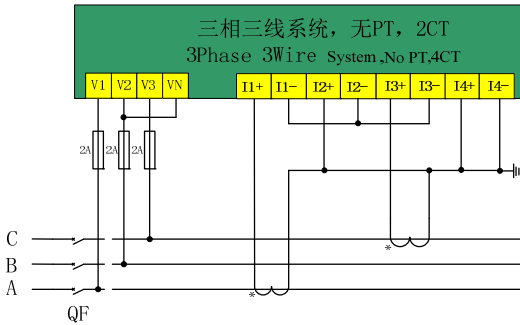 三相三线系统，无PT，2CT
3Phase 3Wire System,No PT,4CT
V1 V2 V3 VN I1+ I1- I2+ I2- I3+ I3- I4+ I4-
2A 2A 2A
C
*
B
A
*
QF